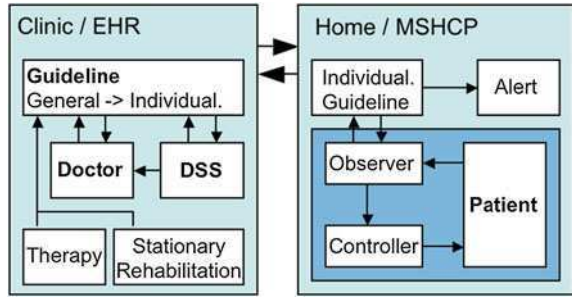 Clinic / EHR
Guideline
General -> Individual.
Doctor
DSS
Therapy
Stationary
Rehabilitation
Home / MSHCP
Individual.
Guideline
Alert
Observer
Patient
Controller